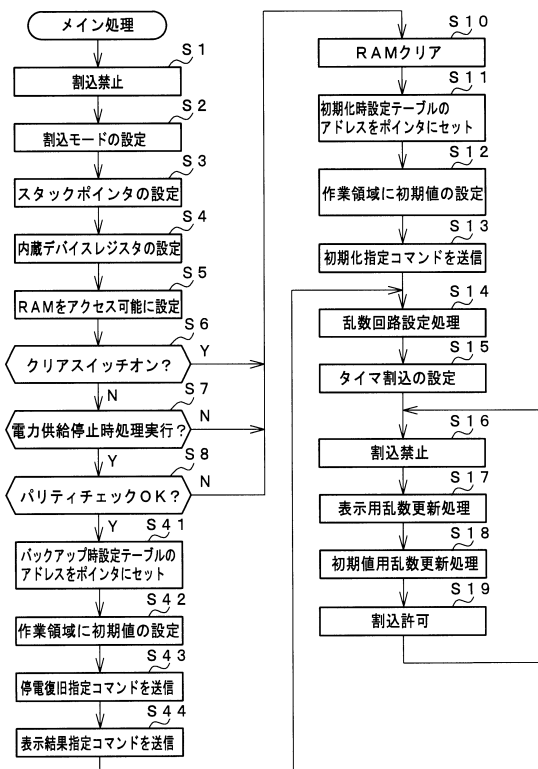 メイン処理
S1
割込禁止
S2
割込モードの設定
S3
スタックポインタの設定
S4
内蔵デバイスレジスタの設定
S5
RAMをアクセス可能に設定
S6
クリアスイッチオン?
Y
N
S7
電力供給停止時処理実行?
N
Y
S8
パリティチェックOK?
N
Y
S41
バックアップ時設定テーブルの
アドレスをポインタにセット
S42
作業領域に初期値の設定
S43
停電復旧指定コマンドを送信
S44
表示結果指定コマンドを送信
S10
RAMクリア
S11
初期化時設定テーブルの
アドレスをポインタにセット
S12
作業領域に初期値の設定
S13
初期化指定コマンドを送信
S14
乱数回路設定処理
S15
タイマ割込の設定
S16
割込禁止
S17
表示用乱数更新処理
S18
初期値用乱数更新処理
S19
割込許可